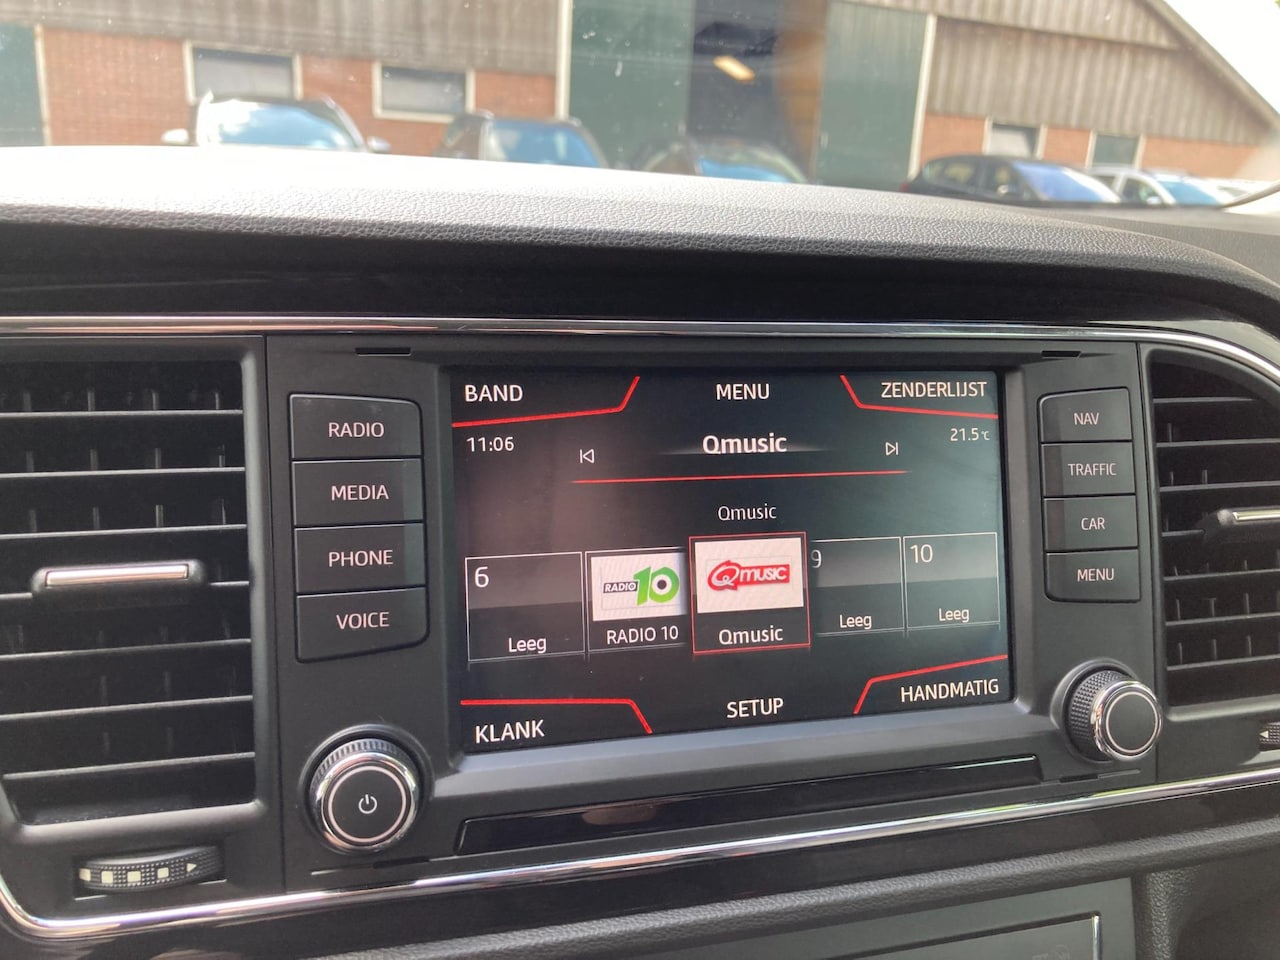 BAND
MENU
ZENDERLIJST
11:06
Qmusic
21.5°C
Qmusic
6
Leeg
RADIO 10
RADIO 10
Qmusic
Qmusic
9
Leeg
10
Leeg
KLANK
SETUP
HANDMATIG
RADIO
MEDIA
PHONE
VOICE
NAV
TRAFFIC
CAR
MENU